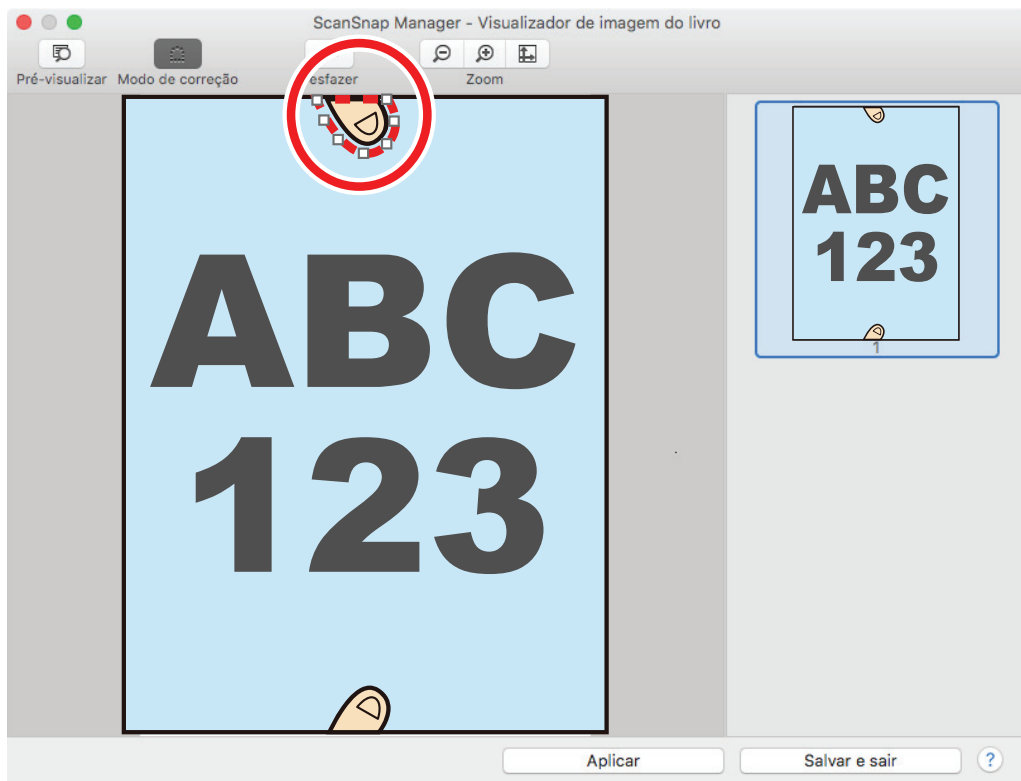 ScanSnap Manager - Visualizador de imagem do livro
Pré-visualizar Modo de correção esfazer Zoom
ABC
123
ABC
123
1
Aplicar Salvar e sair ?